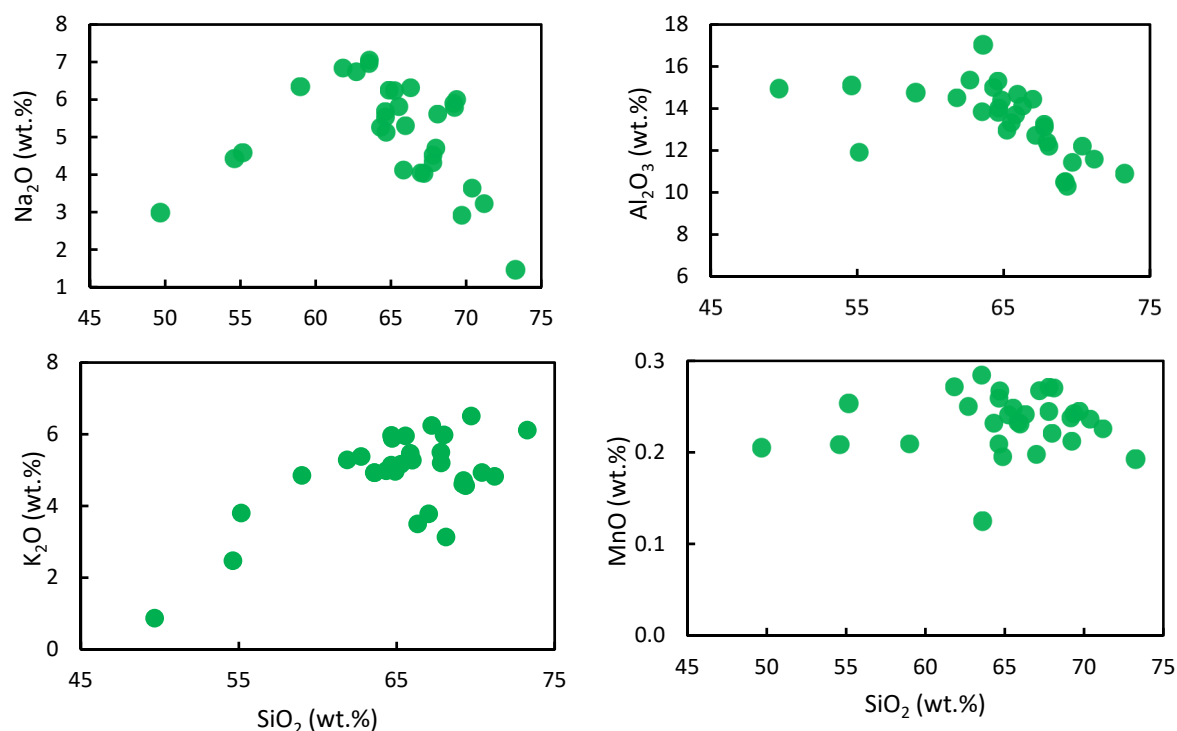 8
7
6
5
4
3
2
1
Na₂O (wt.%)
45 50 55 60 65 70 75
18
16
14
12
10
8
6
Al₂O₃ (wt.%)
45 55 65 75
8
6
4
2
0
K₂O (wt.%)
45 55 65 75
SiO₂ (wt.%)
0.3
0.2
0.1
0.0
MnO (wt.%)
45 50 55 60 65 70 75
SiO₂ (wt.%)